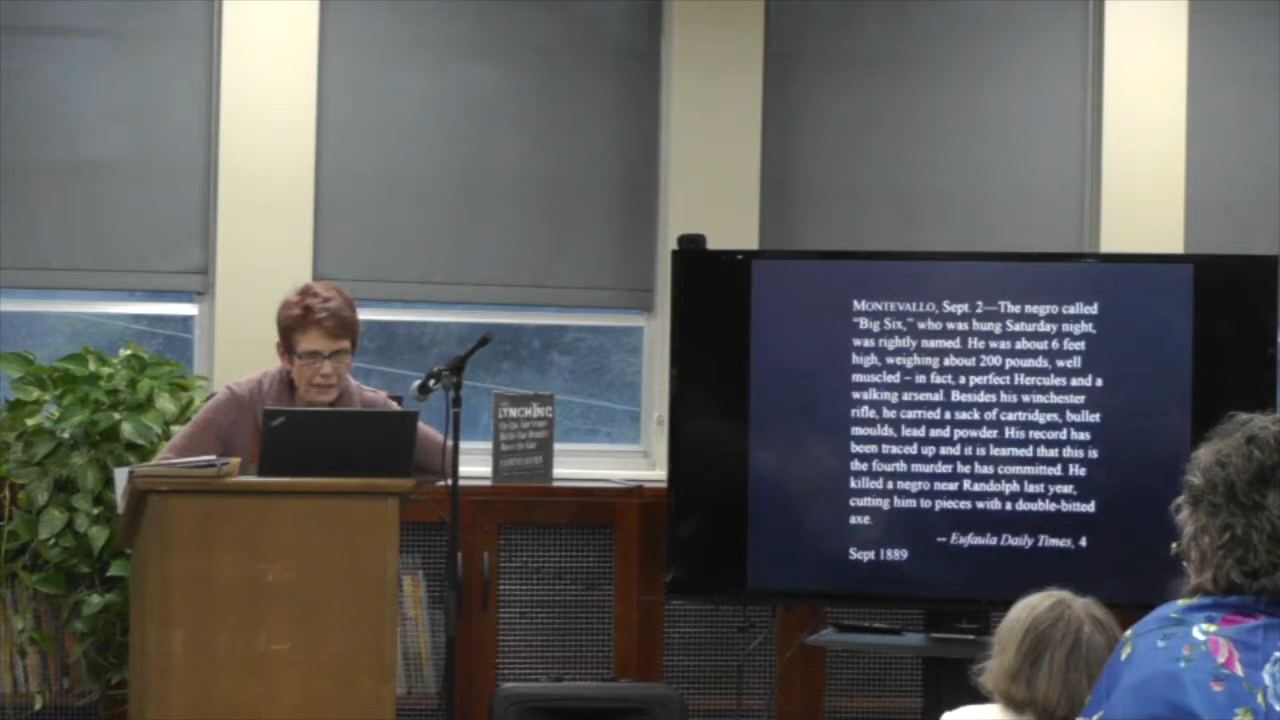 MONTEVALLO, Sept. 2—The negro called
"Big Six," who was hung Saturday night,
was rightly named. He was about 6 feet
high, weighing about 200 pounds, well
muscled – in fact, a perfect Hercules and a
walking arsenal. Besides his winchester
rifle, he carried a sack of cartridges, bullet
moulds, lead and powder. His record has
been traced up and it is learned that this is
the fourth murder he has committed. He
killed a negro near Randolph last year,
cutting him to pieces with a double-bitted
axe.
-- Eufaula Daily Times, 4
Sept 1889
LYNCHING